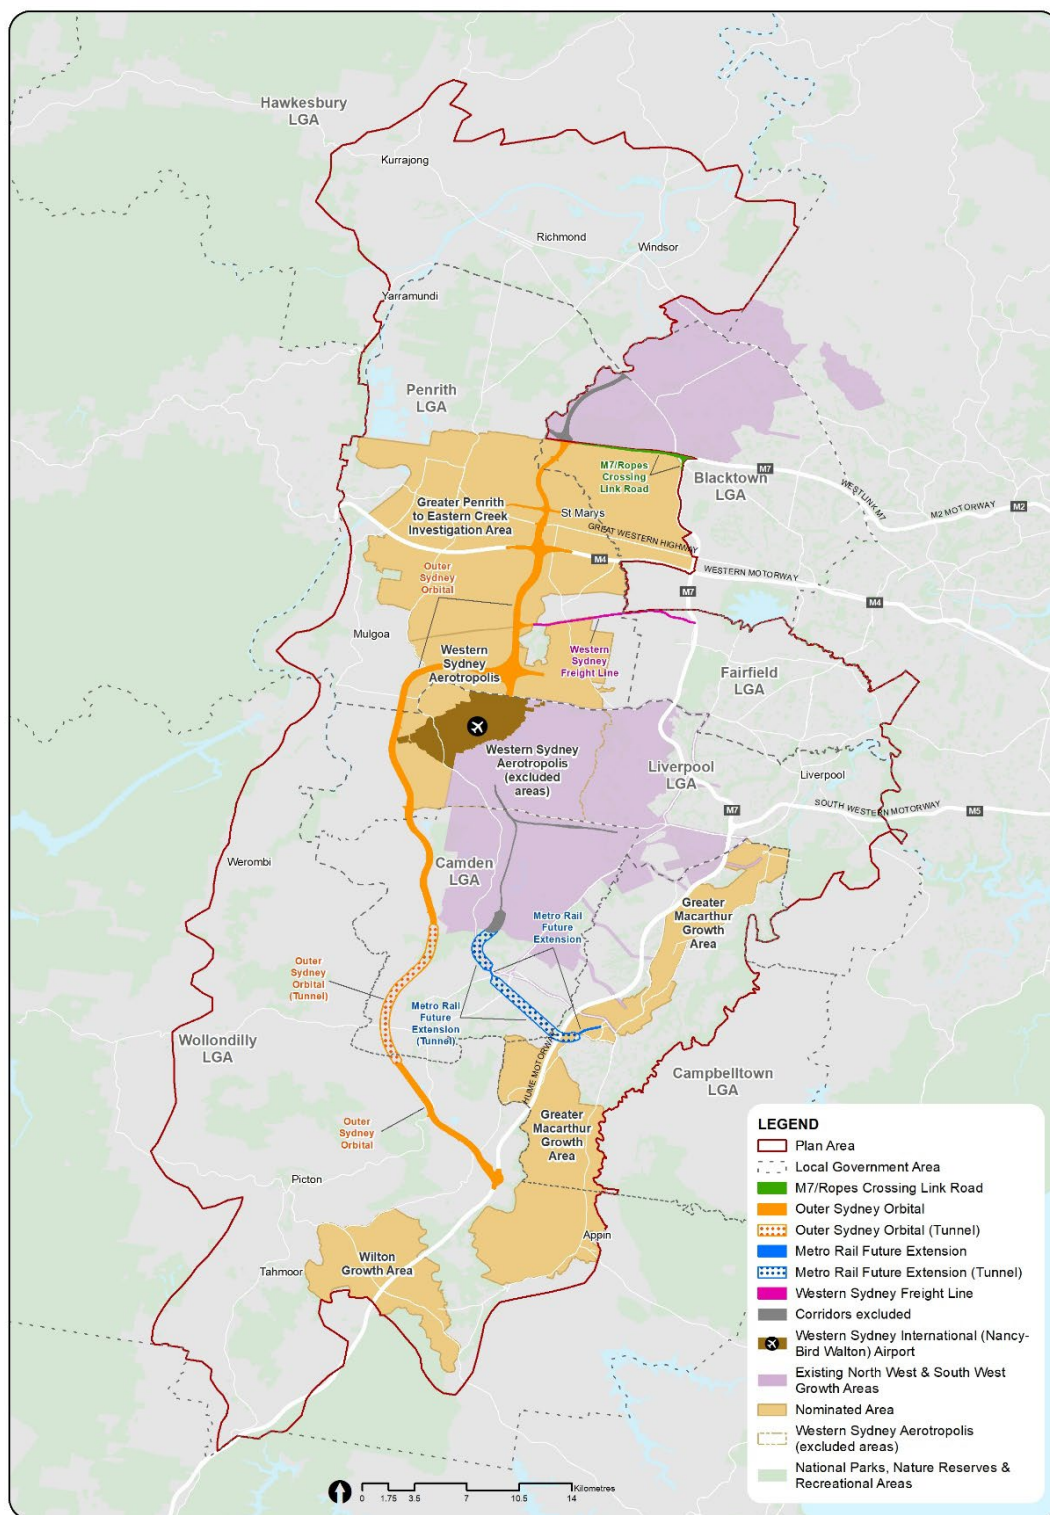 Hawkesbury
LGA
Kurrajong
Richmond
Windsor
Yarramundi
Penrith
LGA
M7/Ropes
Crossing
Link Road
Blacktown
LGA
M7
WESTLINK M7
M2 MOTORWAY
M2
Greater Penrith
to Eastern Creek
Investigation Area
St Marys
GREAT WESTERN HIGHWAY
Outer
Sydney
Orbital
M4
WESTERN MOTORWAY
M7
M4
Mulgoa
Western
Sydney
Aerotropolis
Western
Sydney
Freight Line
Fairfield
LGA
Western Sydney
Aerotropolis
(excluded
areas)
Liverpool
LGA
Liverpool
M7
SOUTH WESTERN MOTORWAY
M5
Werombi
Camden
LGA
Greater
Macarthur
Growth
Area
Metro Rail
Future
Extension
Outer
Sydney
Orbital
(Tunnel)
Metro Rail
Future
Extension
(Tunnel)
Wollondilly
LGA
HUME MOTORWAY
Campbelltown
LGA
Outer
Sydney
Orbital
Greater
Macarthur
Growth
Area
Picton
Appin
Wilton
Growth Area
Tahmoor
LEGEND
Plan Area
Local Government Area
M7/Ropes Crossing Link Road
Outer Sydney Orbital
Outer Sydney Orbital (Tunnel)
Metro Rail Future Extension
Metro Rail Future Extension (Tunnel)
Western Sydney Freight Line
Corridors excluded
Western Sydney International (Nancy-
Bird Walton) Airport
Existing North West & South West
Growth Areas
Nominated Area
Western Sydney Aerotropolis
(excluded areas)
National Parks, Nature Reserves &
Recreational Areas
Kilometres
0 1.75 3.5 7 10.5 14